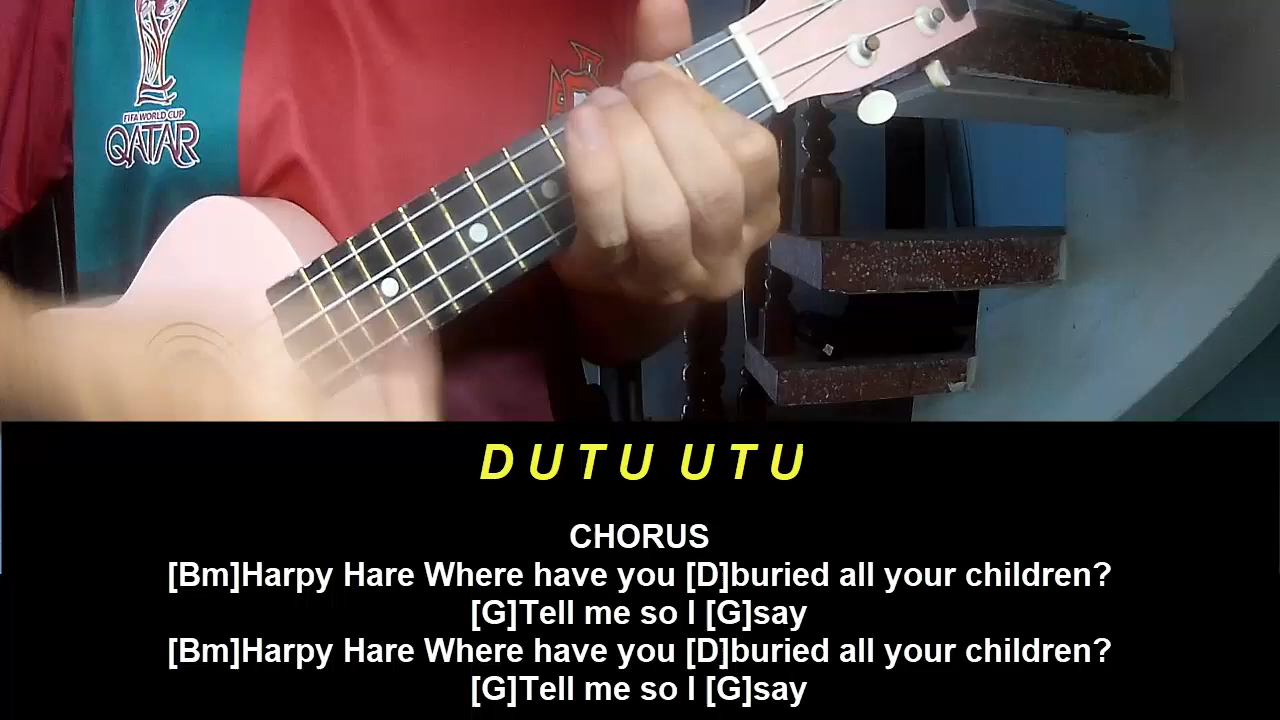 FIFA WORLD CUP
QATAR
D U T U U T U
CHORUS
[Bm]Harpy Hare Where have you [D]buried all your children?
[G]Tell me so I [G]say
[Bm]Harpy Hare Where have you [D]buried all your children?
[G]Tell me so I [G]say